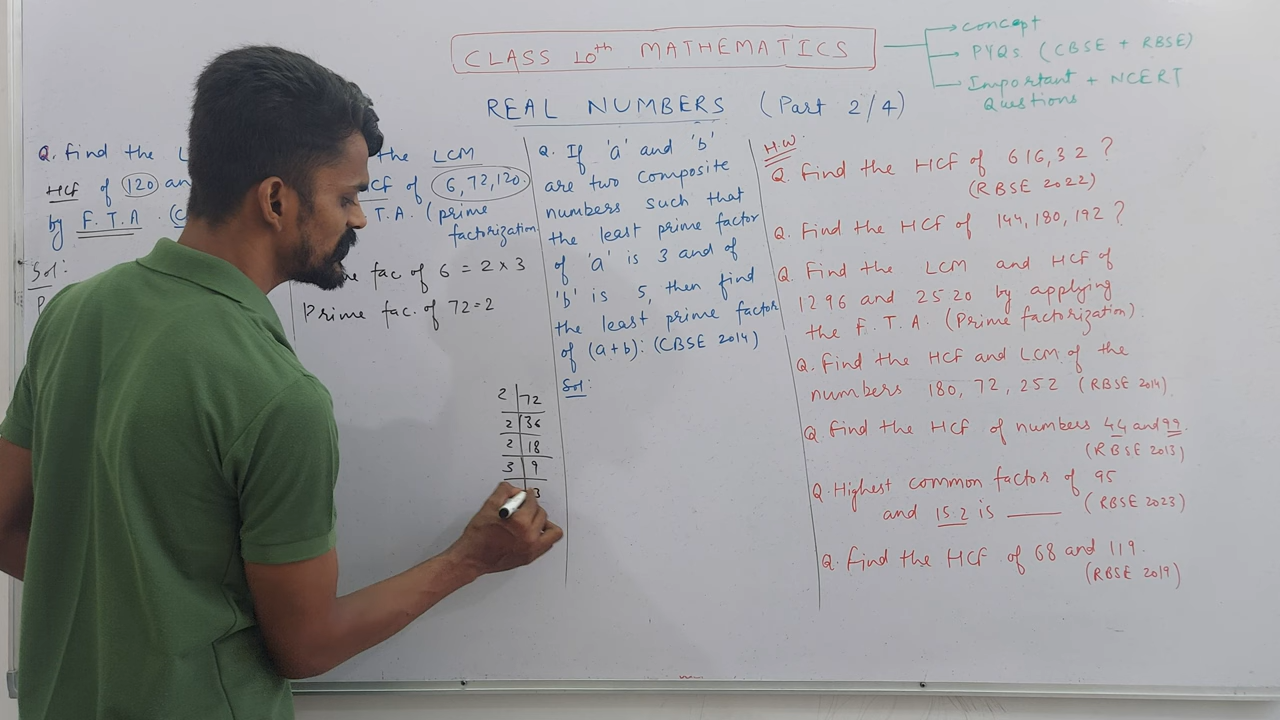 CLASS 10th MATHEMATICS
concept
PYQs (CBSE + RBSE)
Important + NCERT
Questions
REAL NUMBERS (Part 2/4)
Q. Find the
HCF of 120
by F.T.A.
Sol:
the LCM
of 6, 72, 120
T.A. (prime
factorization
fac. of 6 = 2 × 3
Prime fac. of 72 = 2
2 72
2 36
2 18
3 9
3
Q. If 'a' and 'b'
are two composite
numbers such that
the least prime factor
of 'a' is 3 and of
'b' is 5, then find
the least prime factor
of (a+b): (CBSE 2014)
Sol:
H.W
Q. Find the HCF of 616, 32 ?
(RBSE 2022)
Q. Find the HCF of 144, 180, 192 ?
Q. Find the LCM and HCF of
1296 and 2520 by applying
the F.T.A. (Prime factorization).
Q. Find the HCF and LCM of the
numbers 180, 72, 252 (RBSE 2014)
Q. Find the HCF of numbers 44 and 99.
(RBSE 2013)
Q. Highest common factor of 95
and 152 is ____ (RBSE 2023)
Q. Find the HCF of 68 and 119.
(RBSE 2019)